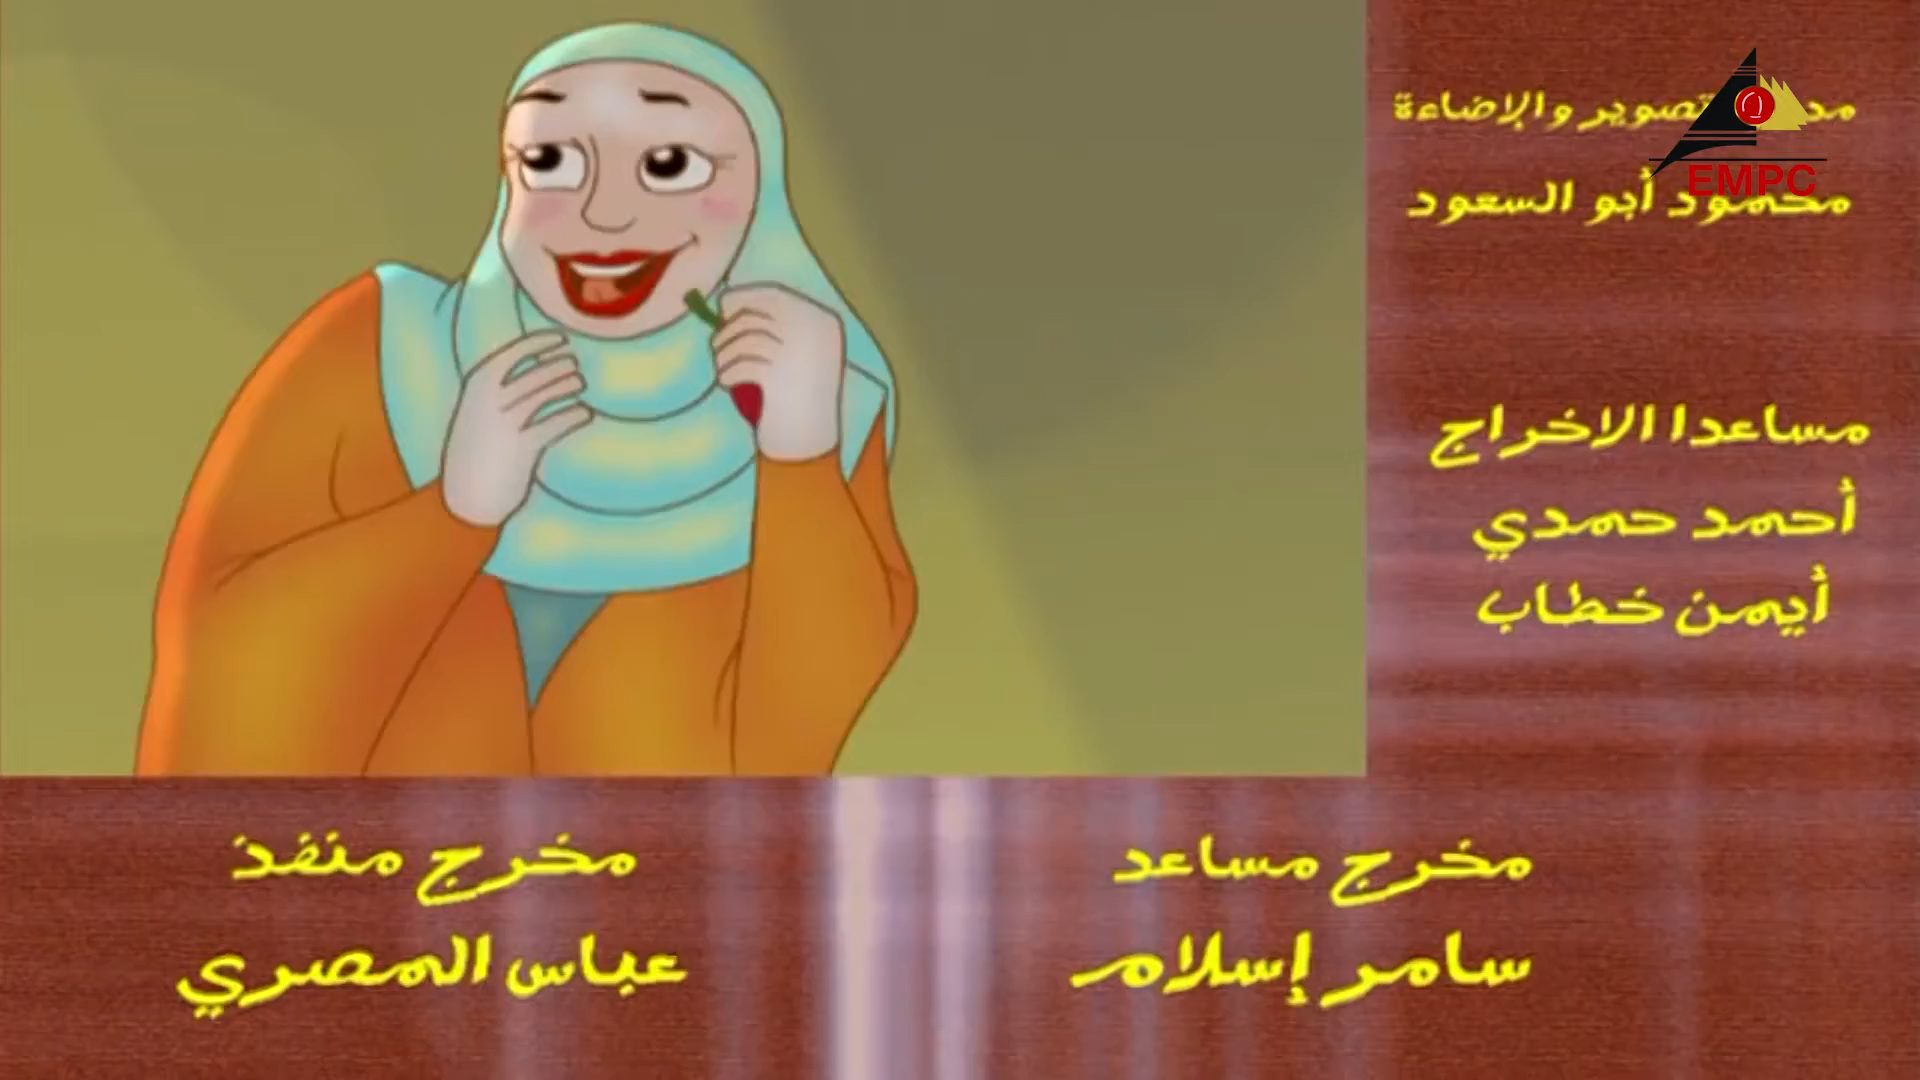 EMPC
تصوير والإضاءة
محمود أبو السعود
مساعدا الاخراج
أحمد حمدي
أيمن خطاب
مخرج مساعد
سامر إسلام
مخرج منفذ
عباس المصري